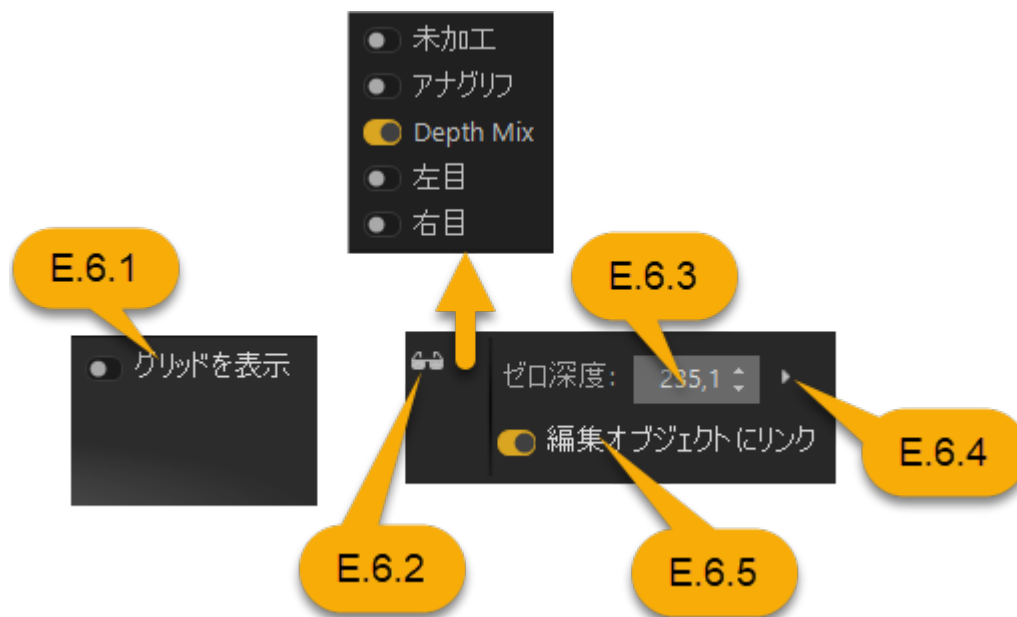 未加工
アナグリフ
Depth Mix
左目
右目
E.6.1
E.6.3
グリッドを表示
ゼロ深度: 235,1
編集オブジェクトにリンク
E.6.4
E.6.2
E.6.5